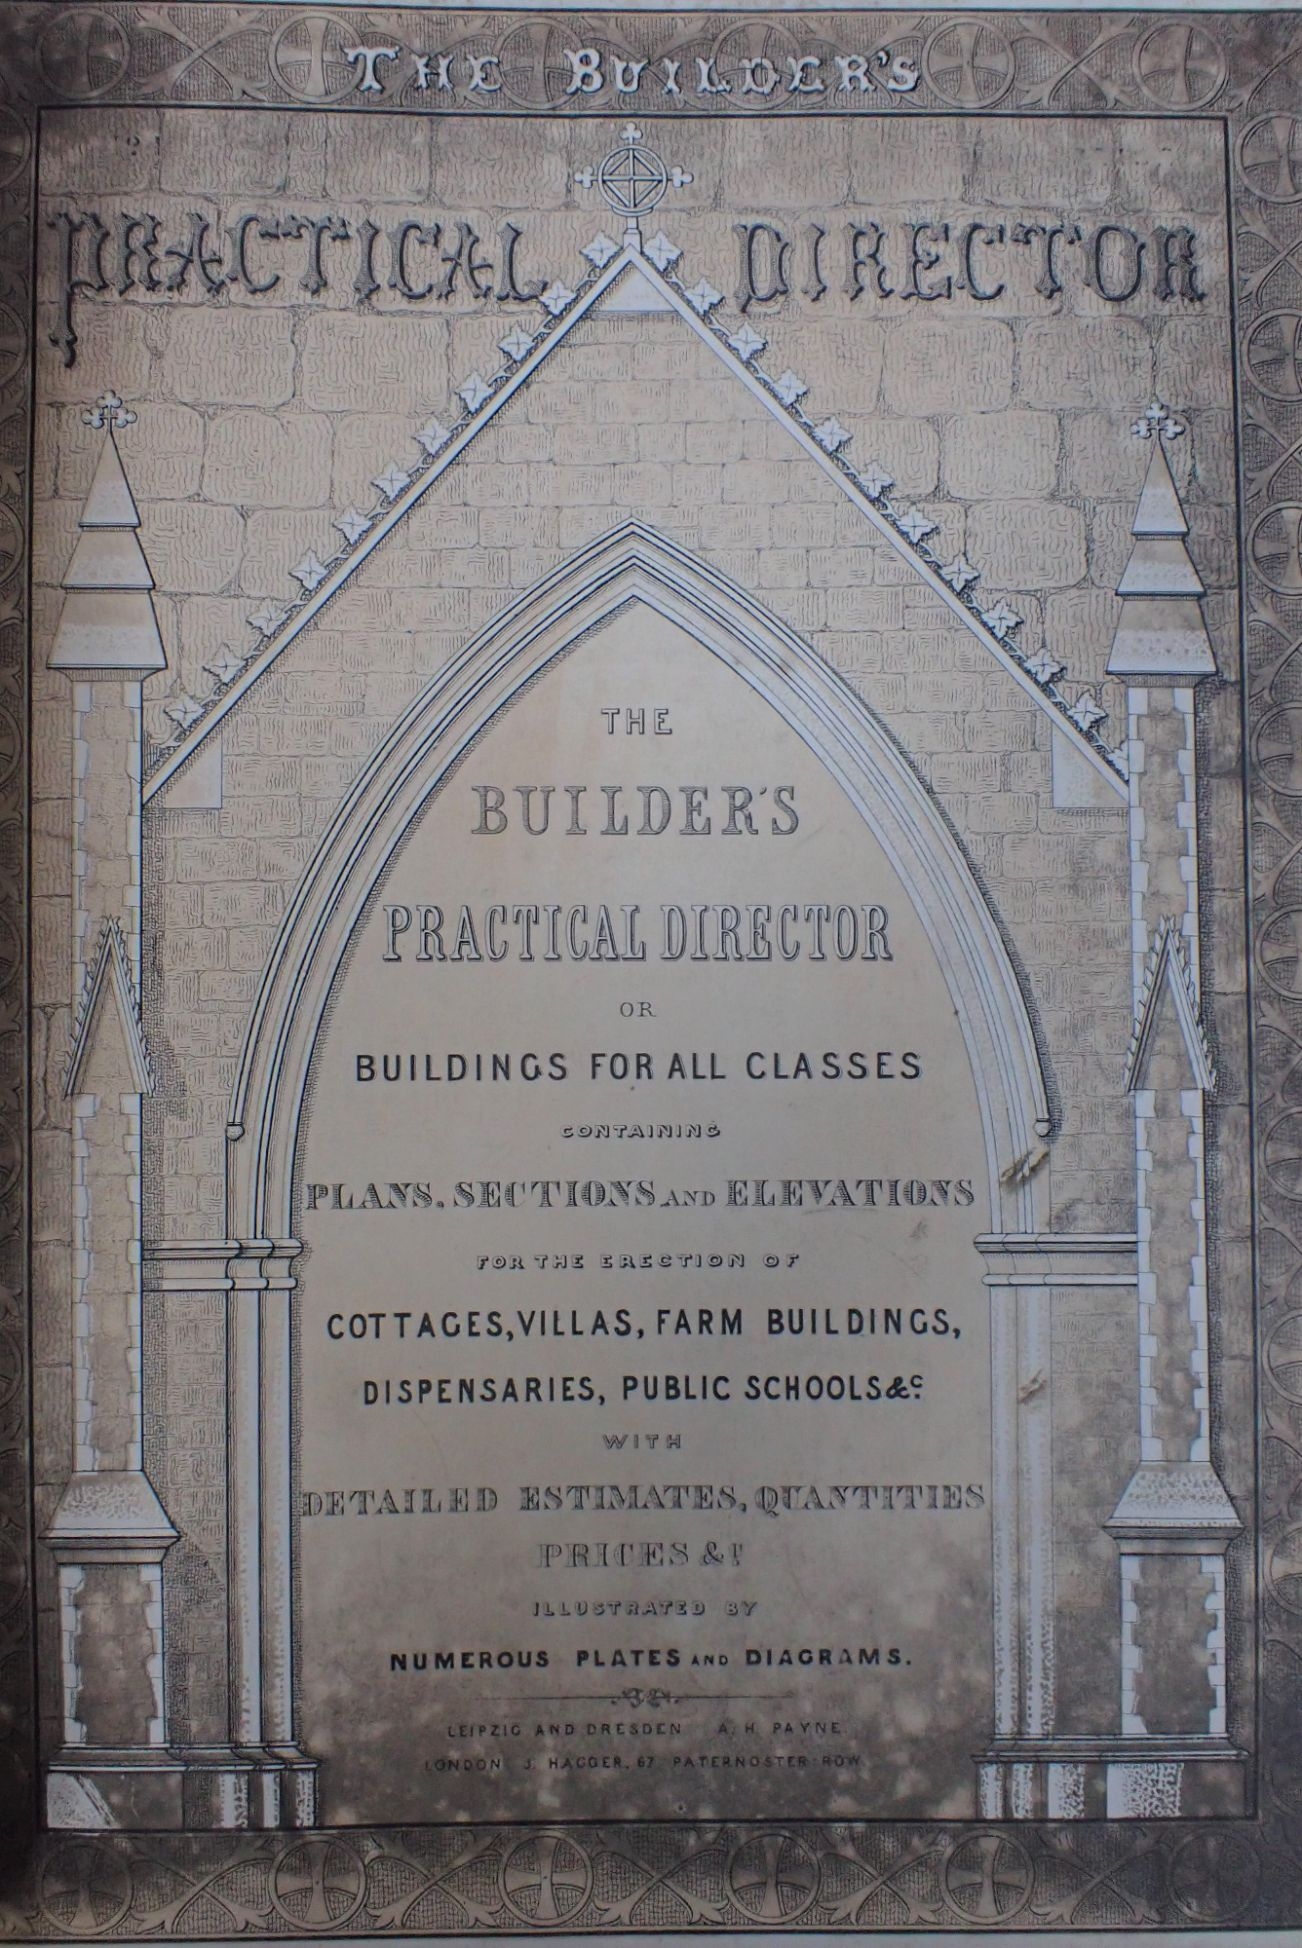 THE BUILDER'S
PRACTICAL DIRECTOR
THE
BUILDER'S
PRACTICAL DIRECTOR
OR
BUILDINGS FOR ALL CLASSES
CONTAINING
PLANS, SECTIONS AND ELEVATIONS
FOR THE ERECTION OF
COTTAGES, VILLAS, FARM BUILDINGS,
DISPENSARIES, PUBLIC SCHOOLS &c.
WITH
DETAILED ESTIMATES, QUANTITIES
PRICES &c
ILLUSTRATED BY
NUMEROUS PLATES AND DIAGRAMS.
LEIPZIG AND DRESDEN A. H. PAYNE.
LONDON J. HAGGER, 67 PATERNOSTER-ROW